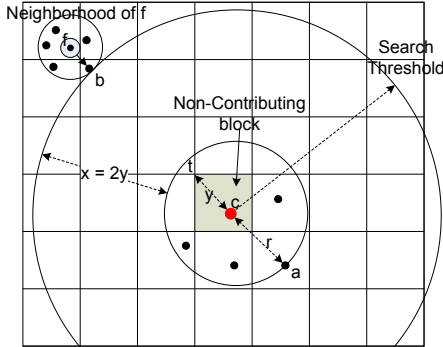 Neighborhood of f
f
b
Search
Threshold
Non-Contributing
block
x = 2y
t
y
c
r
a